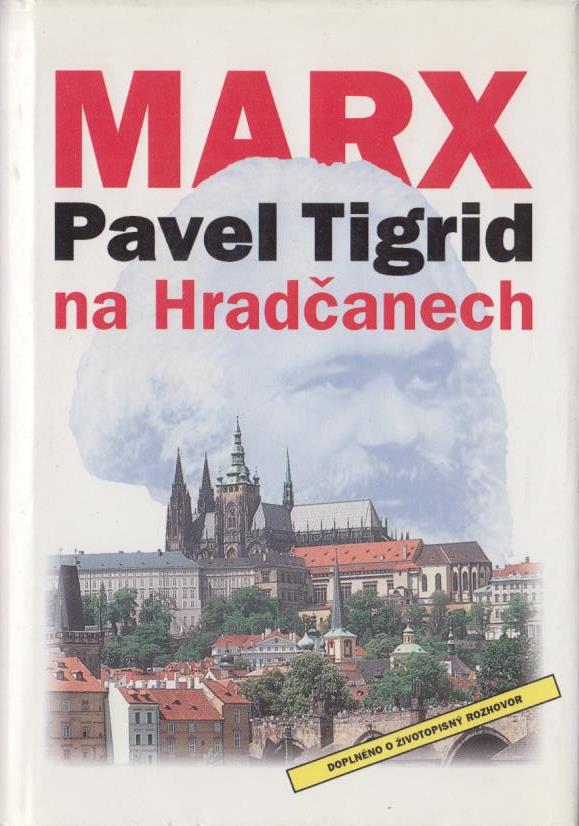 MARX
Pavel Tigrid
na Hradčanech
DOPLNĚNO O ŽIVOTOPISNÝ ROZHOVOR